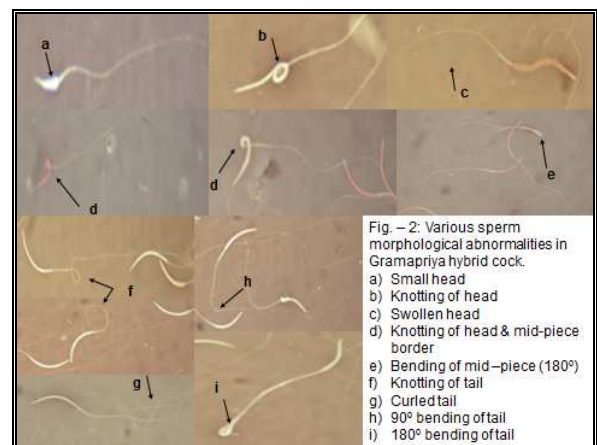 a
b
c
d
d
e
f
h
g
i
Fig. – 2: Various sperm
morphological abnormalities in
Gramapriya hybrid cock.
a) Small head
b) Knotting of head
c) Swollen head
d) Knotting of head & mid-piece
border
e) Bending of mid–piece (180º)
f) Knotting of tail
g) Curled tail
h) 90º bending of tail
i) 180º bending of tail